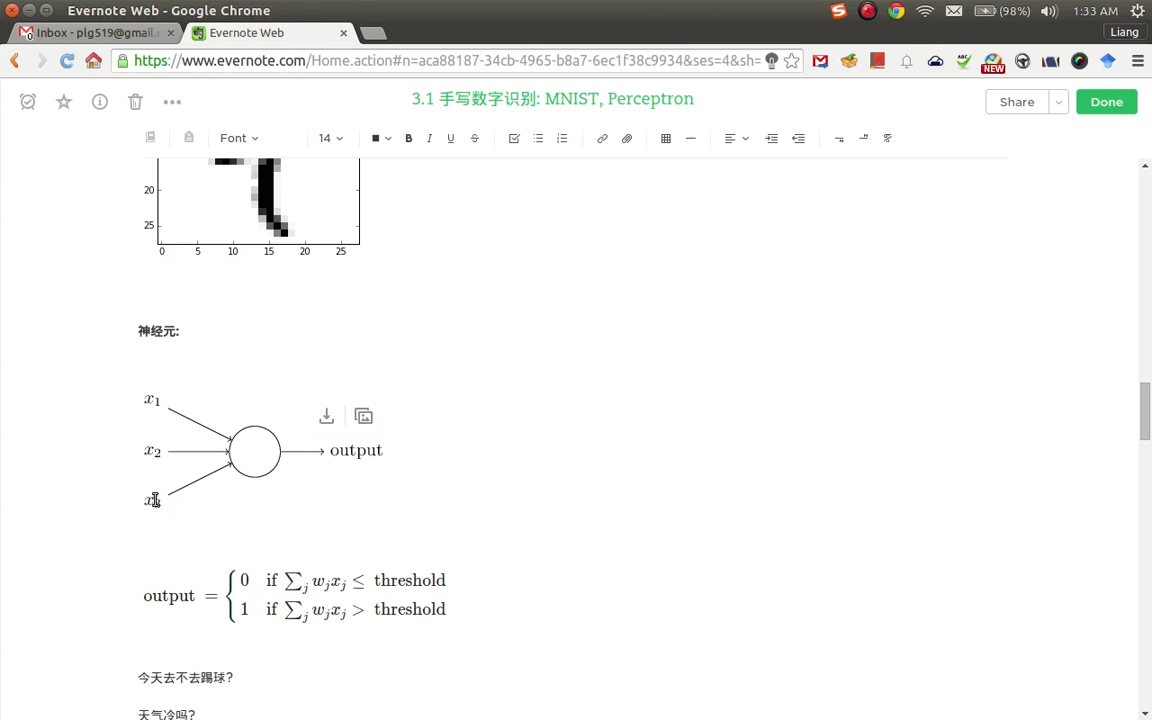 Evernote Web - Google Chrome
(98%)
1:33 AM
Inbox - plg519@gmail.c
Evernote Web
Liang
https://www.evernote.com/Home.action#n=aca88187-34cb-4965-b8a7-6ec1f38c9934&ses=4&sh=
NEW
3.1 手写数字识别: MNIST, Perceptron
Share
Done
Font
14
B I U S
20
25
0 5 10 15 20 25
神经元:
x₁
x₂
output
output = { 0 if ∑ⱼ wⱼxⱼ ≤ threshold
1 if ∑ⱼ wⱼxⱼ > threshold
今天去不去踢球?
天气冷吗?